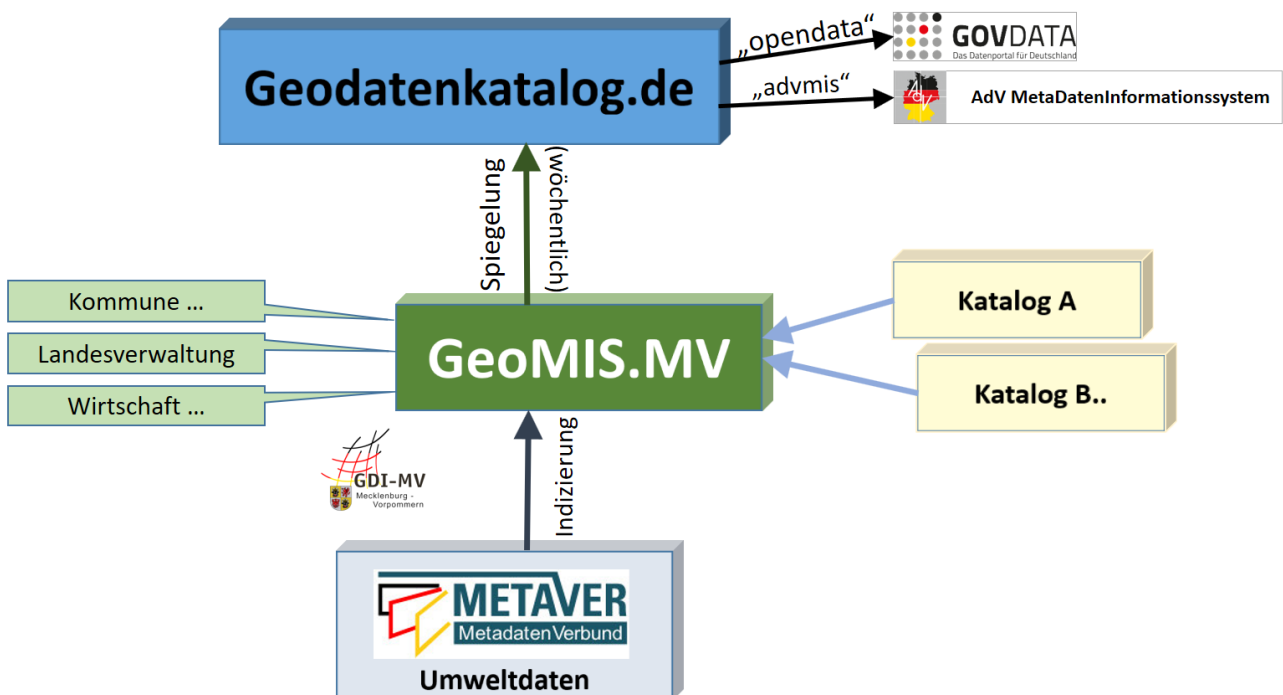 „opendata“
GOVDATA
Das Datenportal für Deutschland
Geodatenkatalog.de
„advmis“
AdV MetaDatenInformationssystem
Spiegelung
(wöchentlich)
Kommune ...
Landesverwaltung
Wirtschaft ...
GeoMIS.MV
Katalog A
Katalog B..
GDI-MV
Mecklenburg -
Vorpommern
Indizierung
METAVER
MetadatenVerbund
Umweltdaten